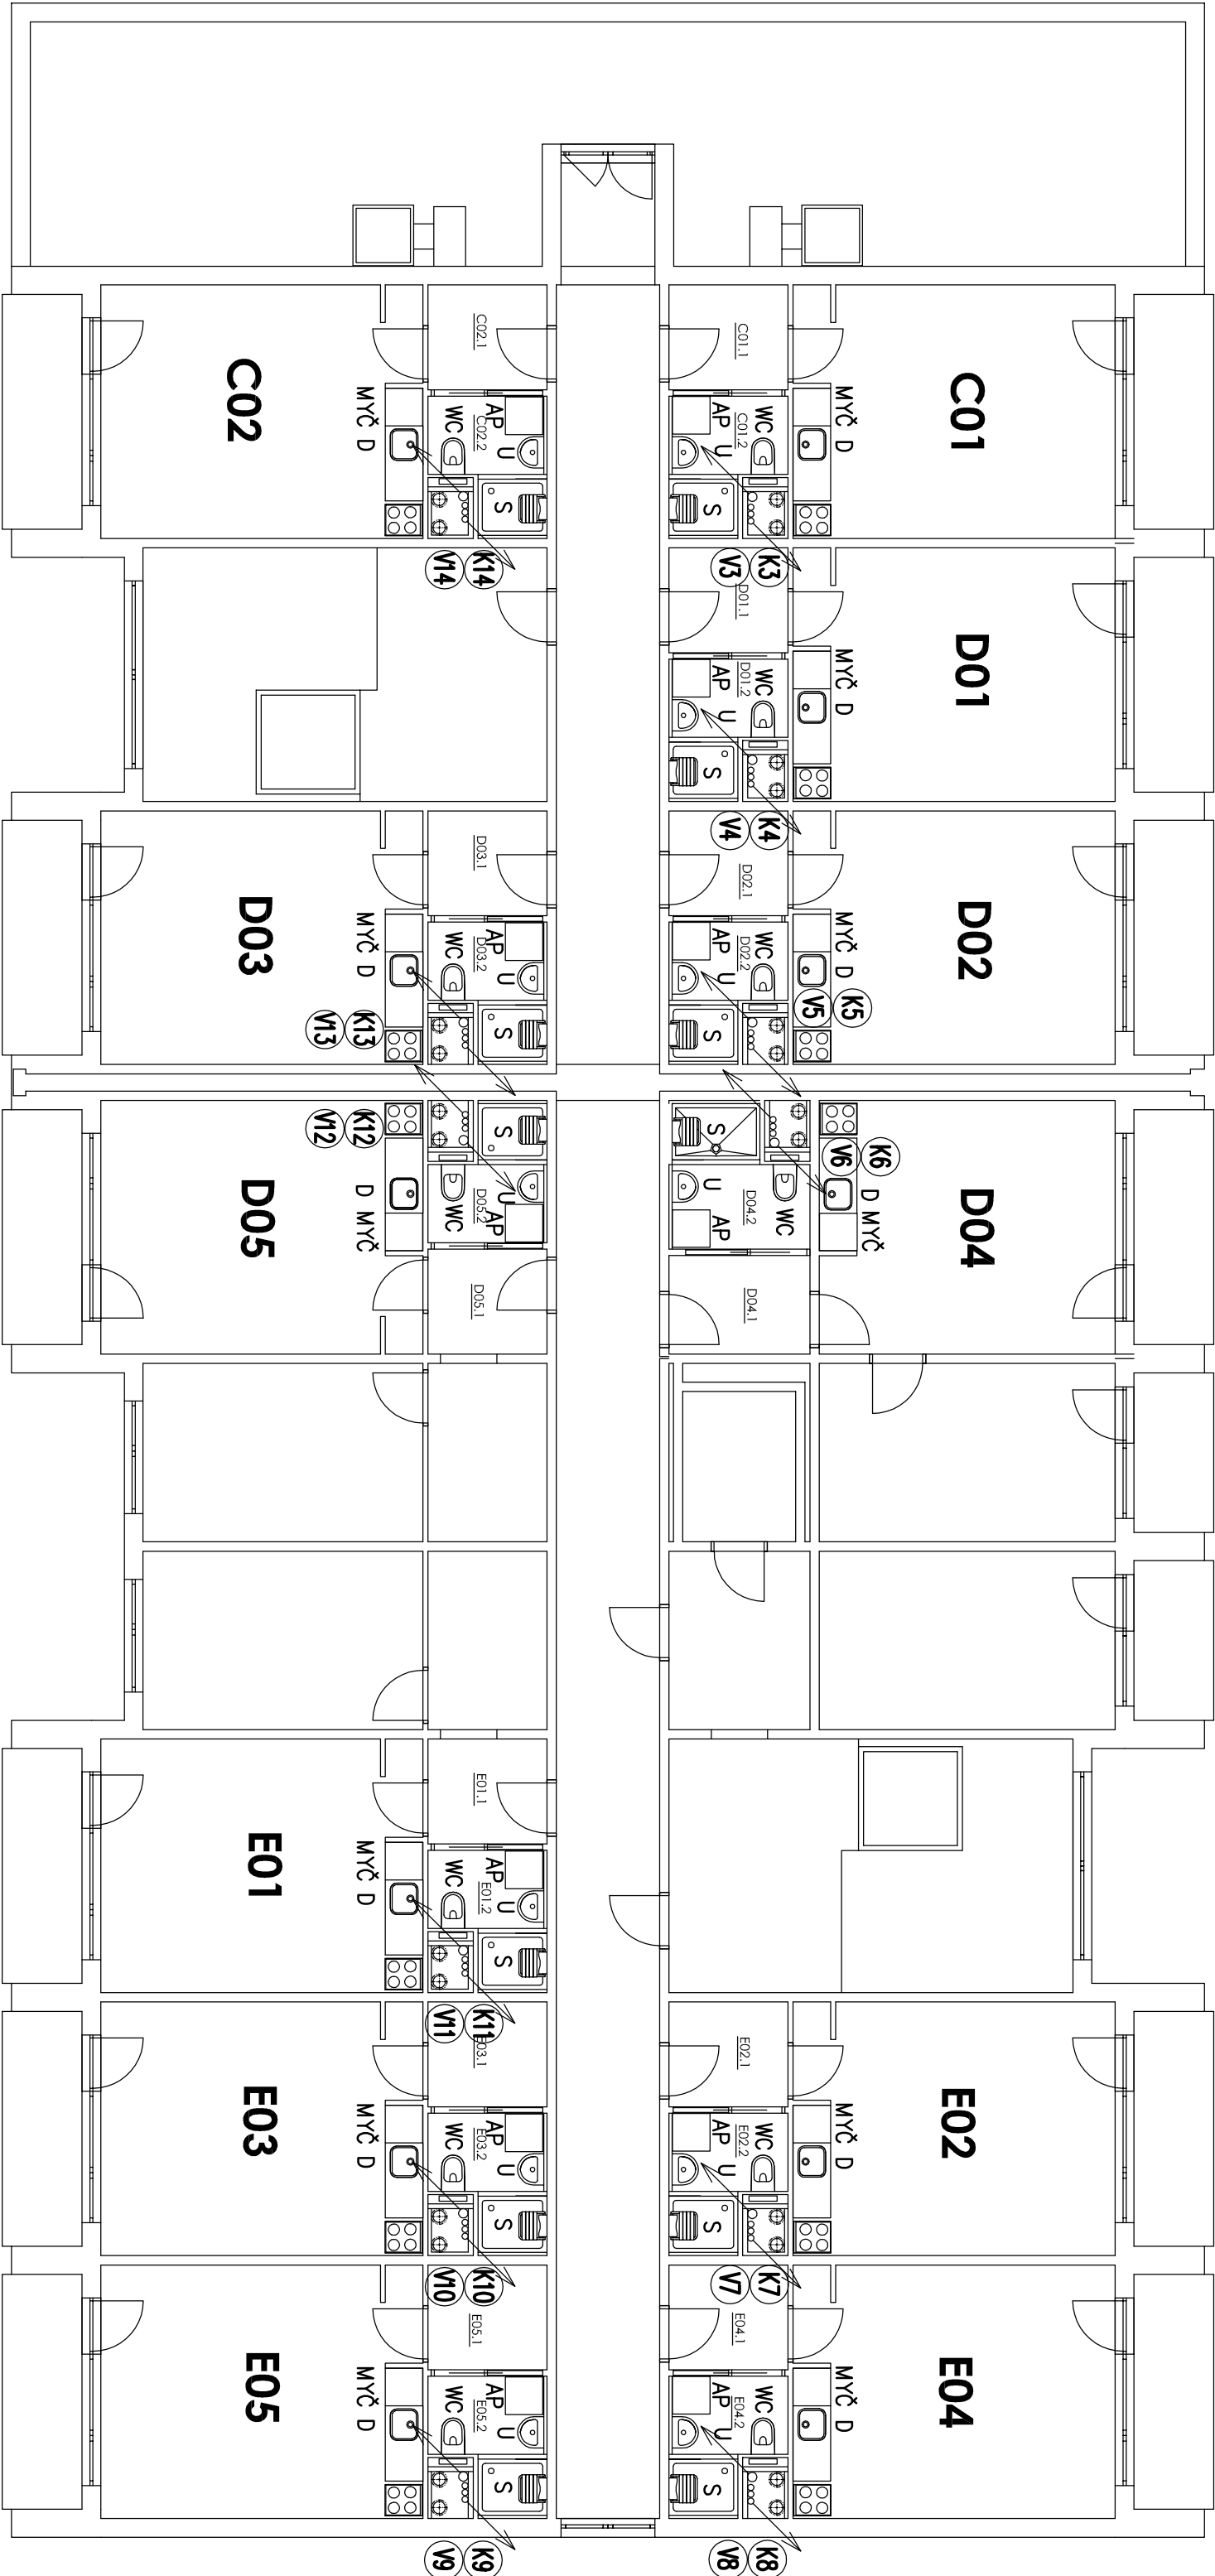 C01
MYČ D
C01.1
C01.2
WC
AP
U
S
K3
V3
C02
MYČ D
C02.1
C02.2
WC
AP
U
S
K14
V14
D01
MYČ D
D01.1
D01.2
WC
AP
U
S
K4
V4
D02
MYČ D
D02.1
D02.2
WC
AP
U
S
K5
V5
D03
MYČ D
D03.1
D03.2
WC
AP
U
S
K13
V13
D04
D MYČ
D04.1
D04.2
WC
AP
U
S
K6
V6
D05
D MYČ
D05.1
D05.2
WC
AP
U
S
K12
V12
E01
MYČ D
E01.1
E01.2
WC
AP
U
S
K11
V11
E02
MYČ D
E02.1
E02.2
WC
AP
U
S
K7
V7
E03
MYČ D
E03.1
E03.2
WC
AP
U
S
K10
V10
E04
MYČ D
E04.1
E04.2
WC
AP
U
S
K8
V8
E05
MYČ D
E05.1
E05.2
WC
AP
U
S
K9
V9